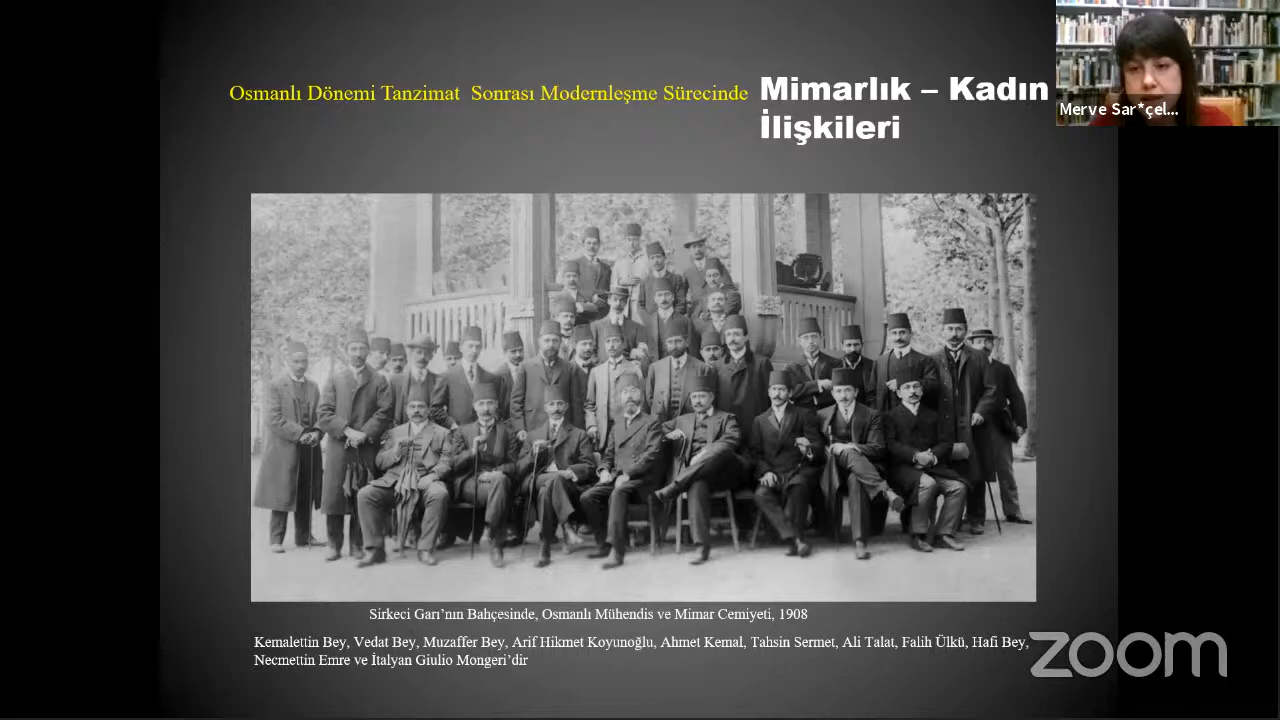 Osmanlı Dönemi Tanzimat Sonrası Modernleşme Sürecinde Mimarlık – Kadın
İlişkileri
Merve Sar*çel...
Sirkeci Garı’nın Bahçesinde, Osmanlı Mühendis ve Mimar Cemiyeti, 1908
Kemalettin Bey, Vedat Bey, Muzaffer Bey, Arif Hikmet Koyunoğlu, Ahmet Kemal, Tahsin Sermet, Ali Talat, Falih Ülkü, Hafi Bey,
Necmettin Emre ve İtalyan Giulio Mongeri’dir
zoom